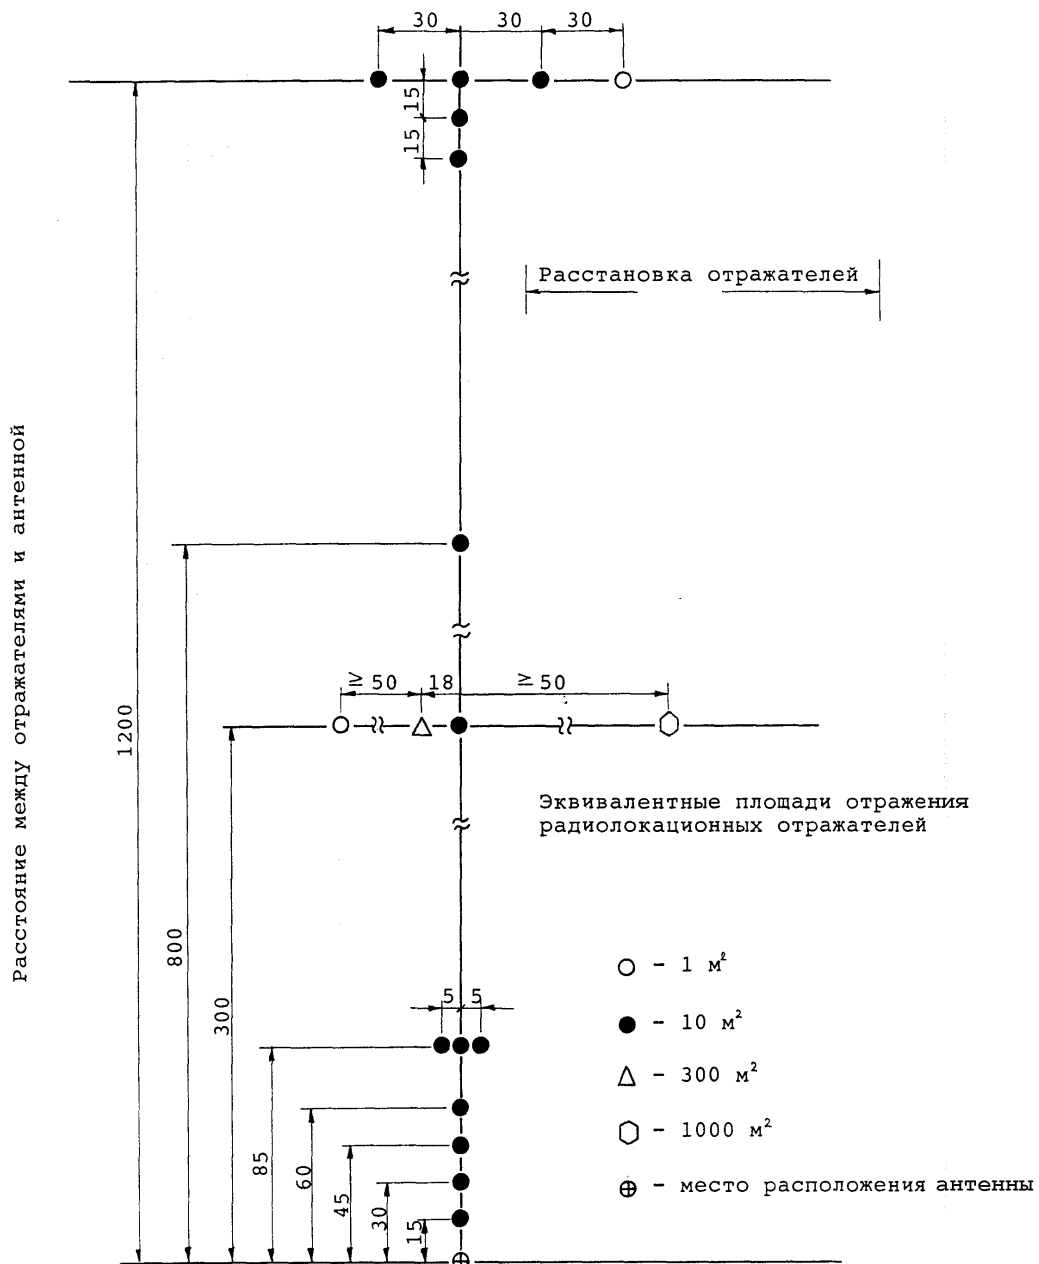 30 30 30
15
15
Расстановка отражателей
Расстояние между отражателями и антенной
≥ 50 18 ≥ 50
1200
Эквивалентные площади отражения
радиолокационных отражателей
800
- 1 м²
300
5 5
- 10 м²
- 300 м²
- 1000 м²
85
60
45
30
15
- место расположения антенны